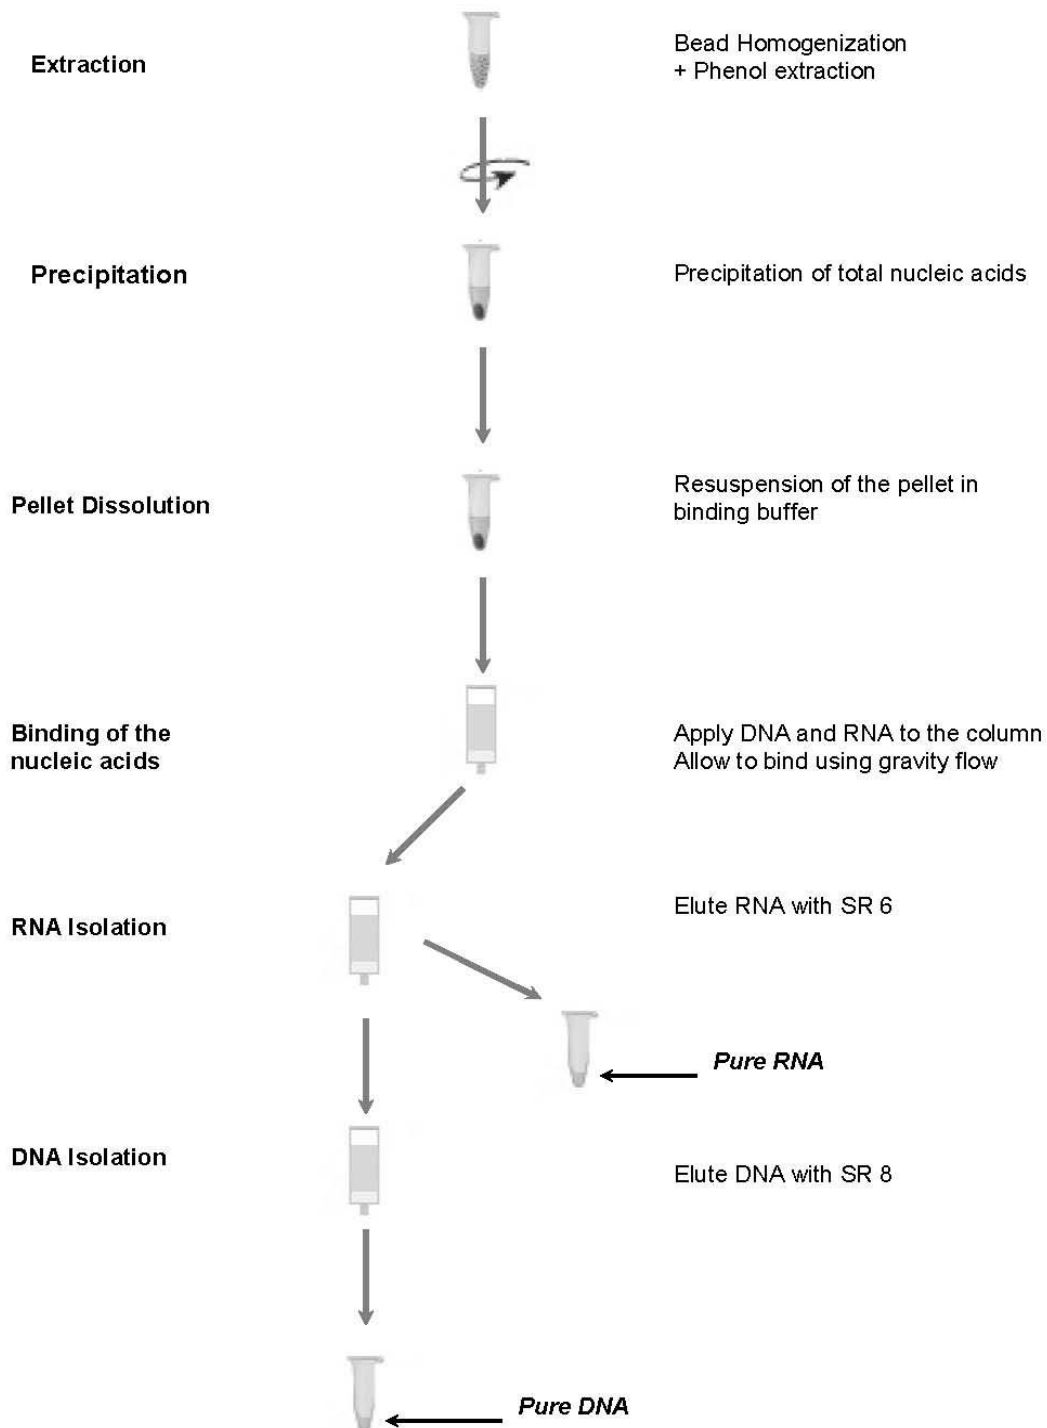 Extraction
Bead Homogenization
+ Phenol extraction
Precipitation
Precipitation of total nucleic acids
Pellet Dissolution
Resuspension of the pellet in
binding buffer
Binding of the
nucleic acids
Apply DNA and RNA to the column
Allow to bind using gravity flow
RNA Isolation
Elute RNA with SR 6
Pure RNA
DNA Isolation
Elute DNA with SR 8
Pure DNA